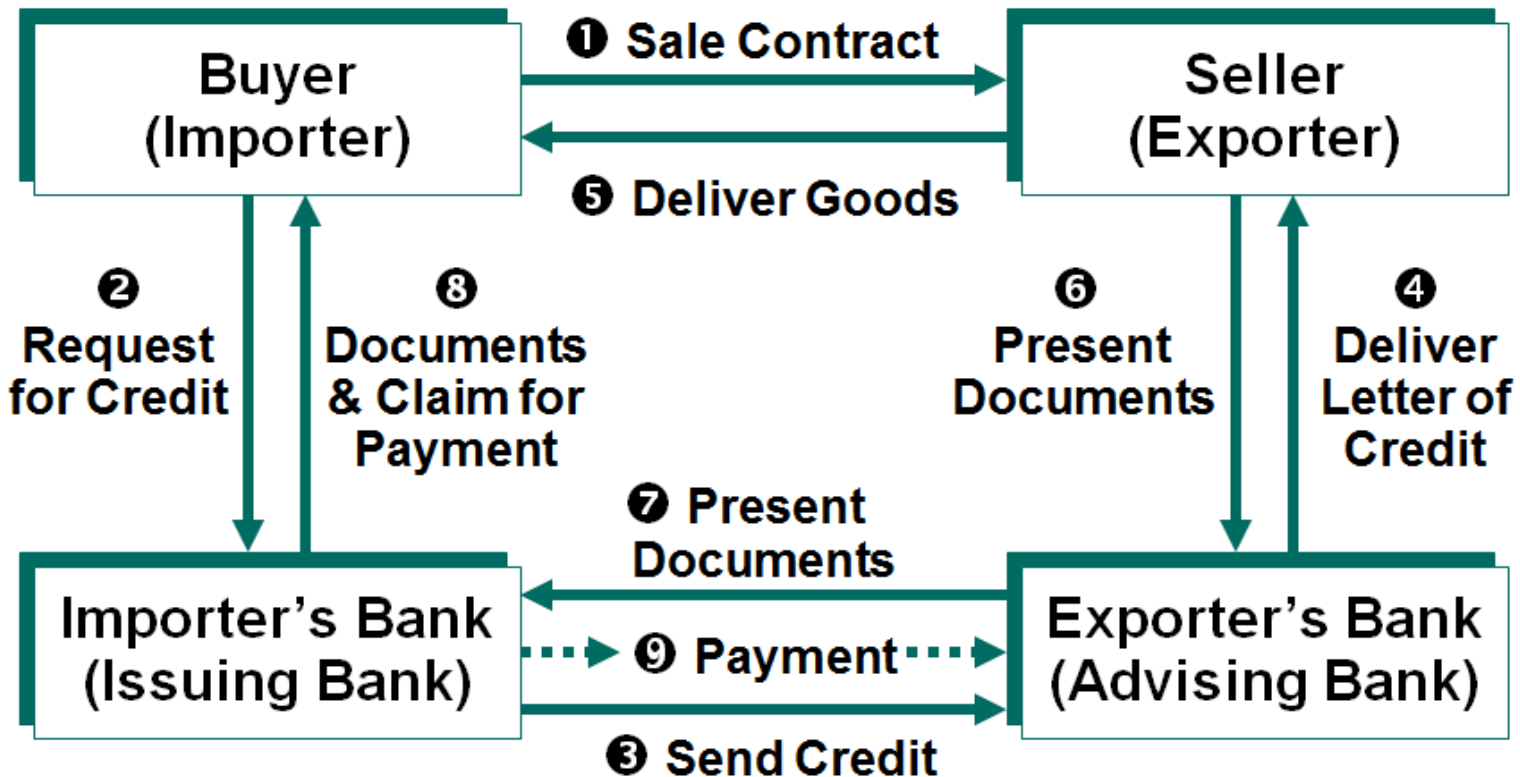 ❶ Sale Contract
Buyer
(Importer)
Seller
(Exporter)
❺ Deliver Goods
❷
Request
for Credit
❽
Documents
& Claim for
Payment
❻
Present
Documents
❹
Deliver
Letter of
Credit
❼ Present
Documents
Importer’s Bank
(Issuing Bank)
❾ Payment
Exporter’s Bank
(Advising Bank)
❸ Send Credit